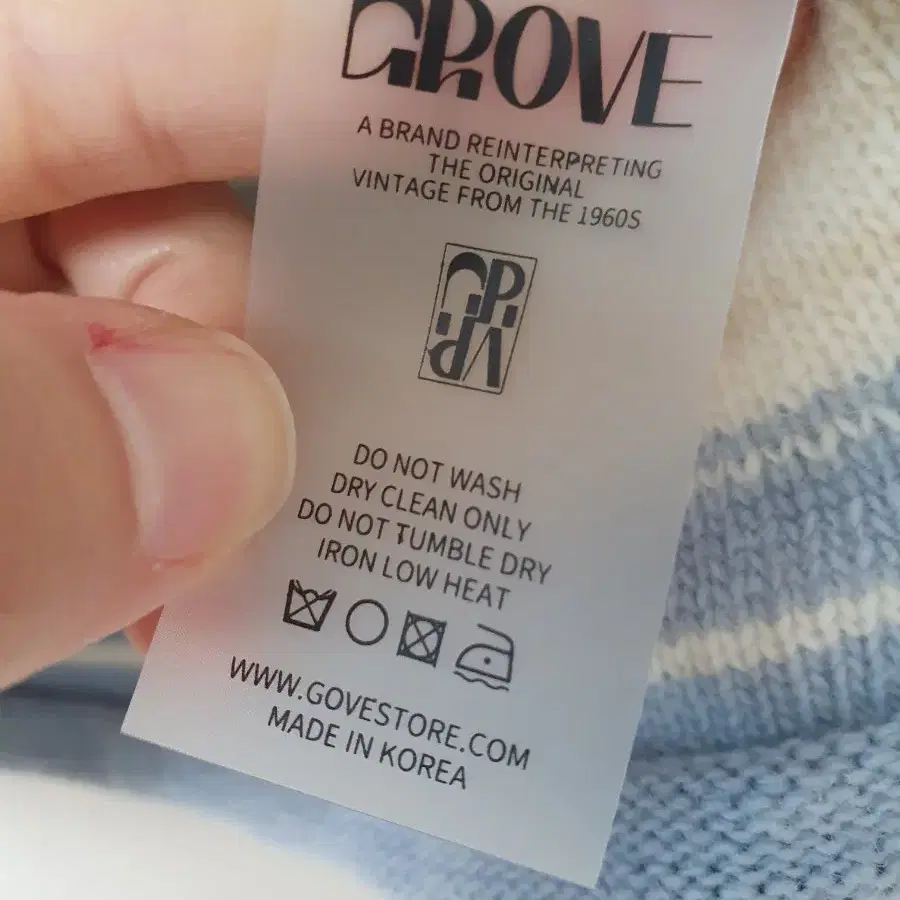 GROVE
A BRAND REINTERPRETING
THE ORIGINAL
VINTAGE FROM THE 1960S
DO NOT WASH
DRY CLEAN ONLY
DO NOT TUMBLE DRY
IRON LOW HEAT
WWW.GOVESTORE.COM
MADE IN KOREA